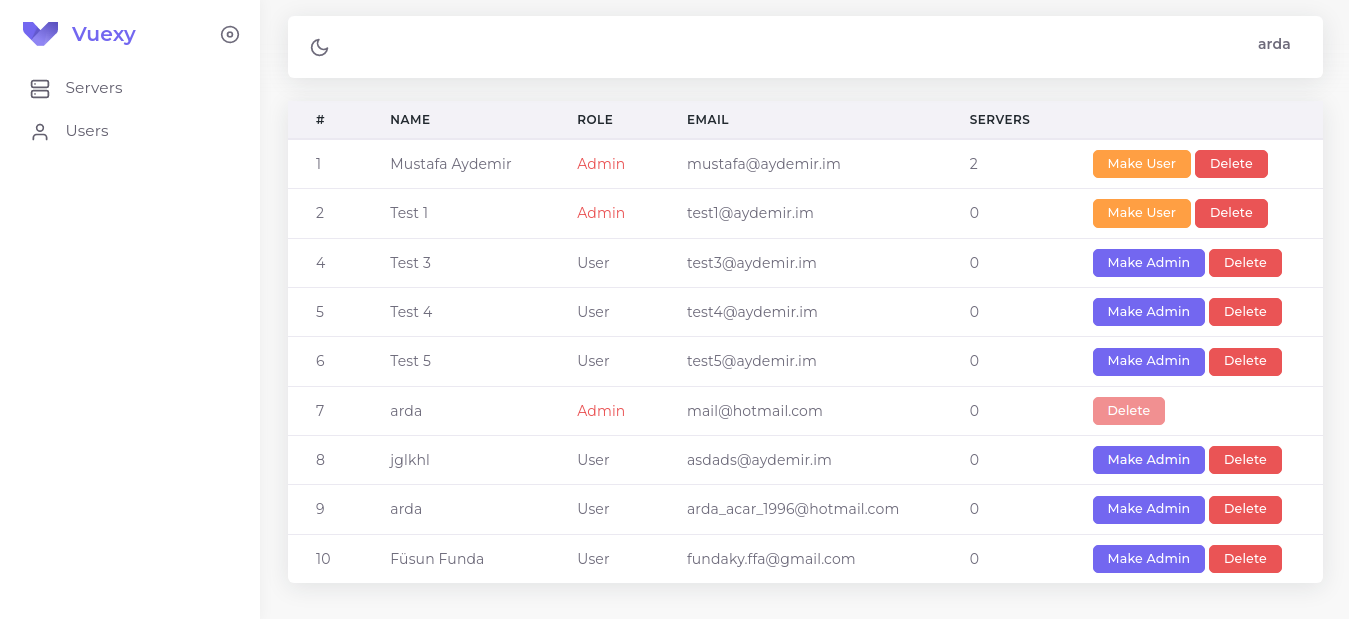 Vuexy
Servers
Users
arda
# NAME ROLE EMAIL SERVERS
1 Mustafa Aydemir Admin mustafa@aydemir.im 2 Make User Delete
2 Test 1 Admin test1@aydemir.im 0 Make User Delete
4 Test 3 User test3@aydemir.im 0 Make Admin Delete
5 Test 4 User test4@aydemir.im 0 Make Admin Delete
6 Test 5 User test5@aydemir.im 0 Make Admin Delete
7 arda Admin mail@hotmail.com 0 Delete
8 jglkhl User asdads@aydemir.im 0 Make Admin Delete
9 arda User arda_acar_1996@hotmail.com 0 Make Admin Delete
10 Füsun Funda User fundaky.ffa@gmail.com 0 Make Admin Delete